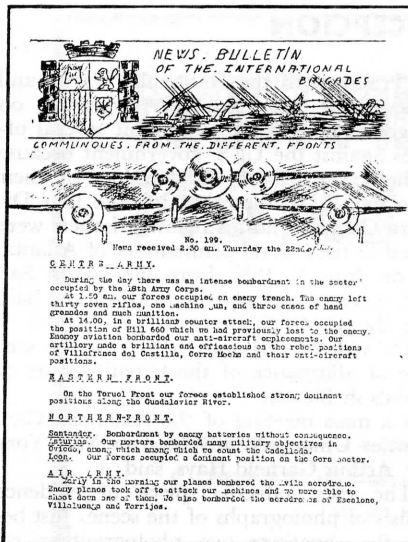 NEWS. BULLETIN
OF THE. INTERNATIONAL
BRIGADES
COMMUNIQUES. FROM. THE. DIFFERENT. FRONTS
No. 199.
News received 2.30 am. Thursday the 22nd of July
CENTRE ARMY.
During the day there was an intense bombardment in the sector
occupied by the 18th Army Corps.
At 1.50 am. our forces occupied an enemy trench. The enemy left
thirty seven rifles, one machine gun, and three cases of hand
grenades and much munition.
At 14.00, in a brilliant counter attack, our forces occupied
the position of Hill 660 which we had previously lost to the enemy.
Enemy aviation bombarded our anti-aircraft emplacements. Our
artillery made a brilliant and efficacious on the rebel positions
of Villafranca del Castillo, Cerro Mocho and their anti-aircraft
positions.
EASTERN FRONT.
On the Teruel Front our forces established strong dominant
positions along the Guadalaviar River.
NORTHERN-FRONT.
Santander. Bombardment by enemy batteries without consequence.
Asturias. Our mortars bombarded many military objectives in
Oviedo, among which among which we count the Cadellada.
Leon. Our forces occupied a dominant position in the Gera sector.
AIR ARMY.
Early in the morning our planes bombarded the Avila aerodrome.
Enemy planes took off to attack our machines and we were able to
shoot down one of them. We also bombarded the aerodromes of Escalona,
Villaluenga and Torrijos.